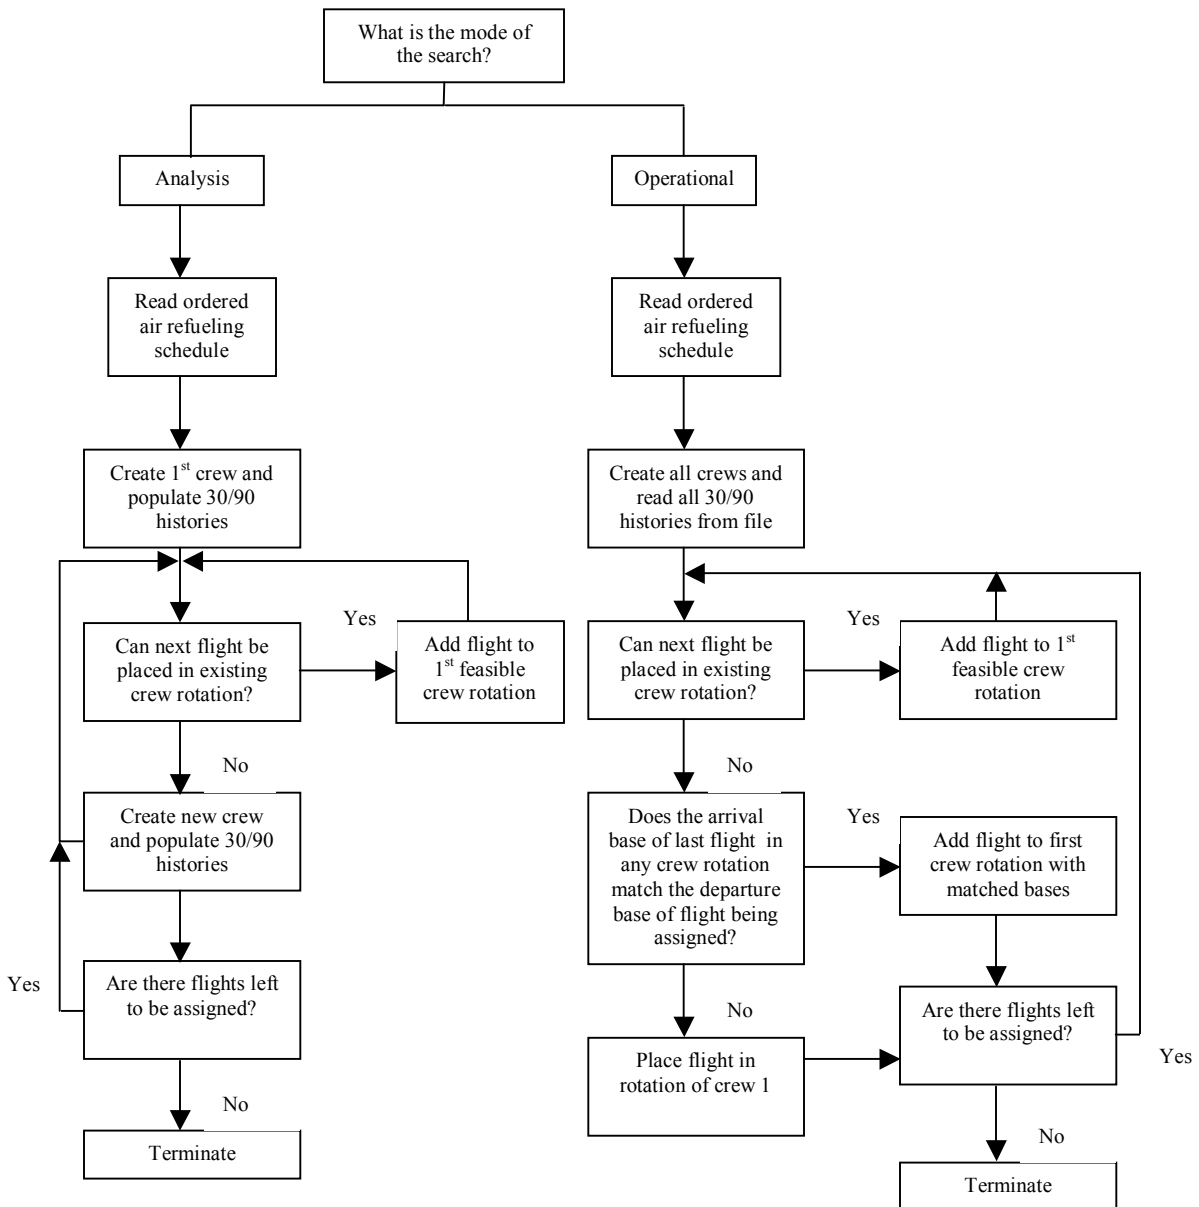 What is the mode of
the search?
Analysis
Operational
Read ordered
air refueling
schedule
Read ordered
air refueling
schedule
Create 1st crew and
populate 30/90
histories
Create all crews and
read all 30/90
histories from file
Yes
Can next flight be
placed in existing
crew rotation?
Add flight to
1st feasible
crew rotation
Yes
Can next flight be
placed in existing
crew rotation?
Add flight to 1st
feasible crew
rotation
No
Create new crew
and populate 30/90
histories
No
Does the arrival
base of last flight in
any crew rotation
match the departure
base of flight being
assigned?
Yes
Add flight to first
crew rotation with
matched bases
Yes
Are there flights left
to be assigned?
No
Place flight in
rotation of crew 1
Are there flights left
to be assigned?
Yes
No
Terminate
No
Terminate